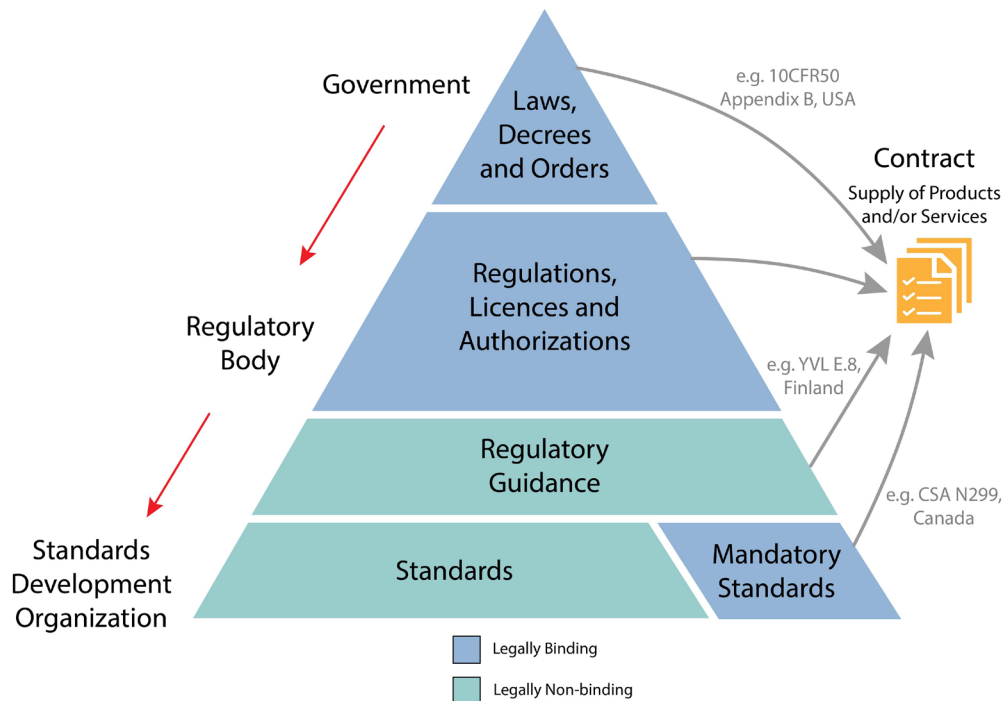 Government
Laws,
Decrees
and Orders
e.g. 10CFR50
Appendix B, USA
Contract
Supply of Products
and/or Services
Regulatory
Body
Regulations,
Licences and
Authorizations
e.g. YVL E.8,
Finland
Regulatory
Guidance
e.g. CSA N299,
Canada
Standards
Development
Organization
Standards
Mandatory
Standards
Legally Binding
Legally Non-binding